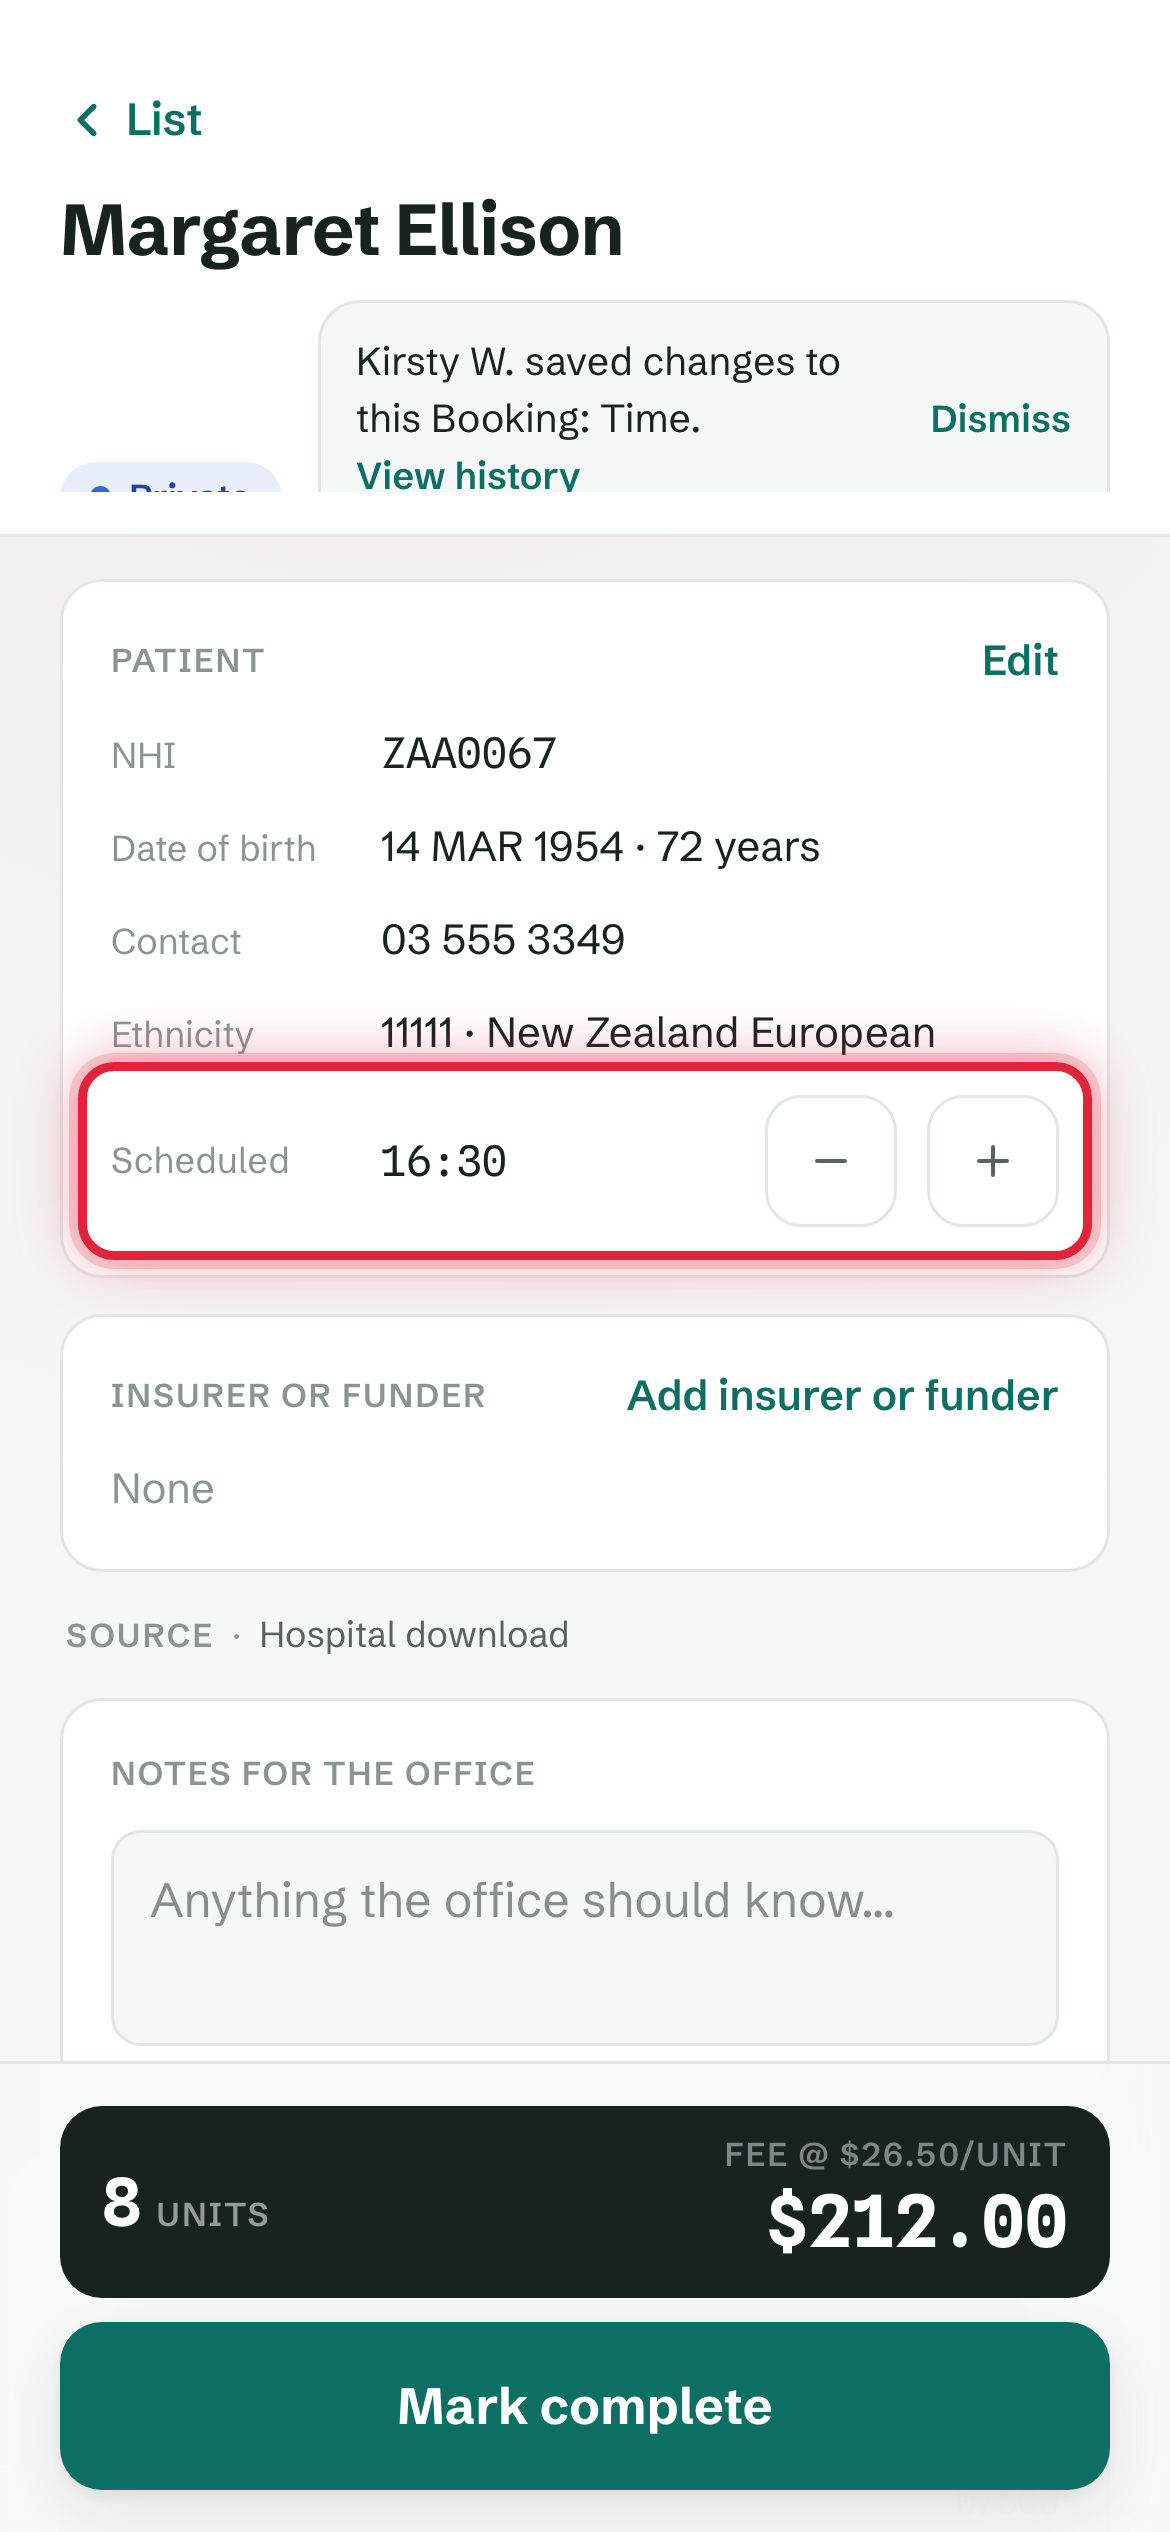 List
Margaret Ellison
Kirsty W. saved changes to
this Booking: Time.
Dismiss
View history
Private
PATIENT
Edit
NHI ZAA0067
Date of birth 14 MAR 1954 · 72 years
Contact 03 555 3349
Ethnicity 11111 · New Zealand European
Scheduled 16:30
INSURER OR FUNDER
Add insurer or funder
None
SOURCE · Hospital download
NOTES FOR THE OFFICE
Anything the office should know...
FEE @ $26.50/UNIT
8 UNITS
$212.00
Mark complete